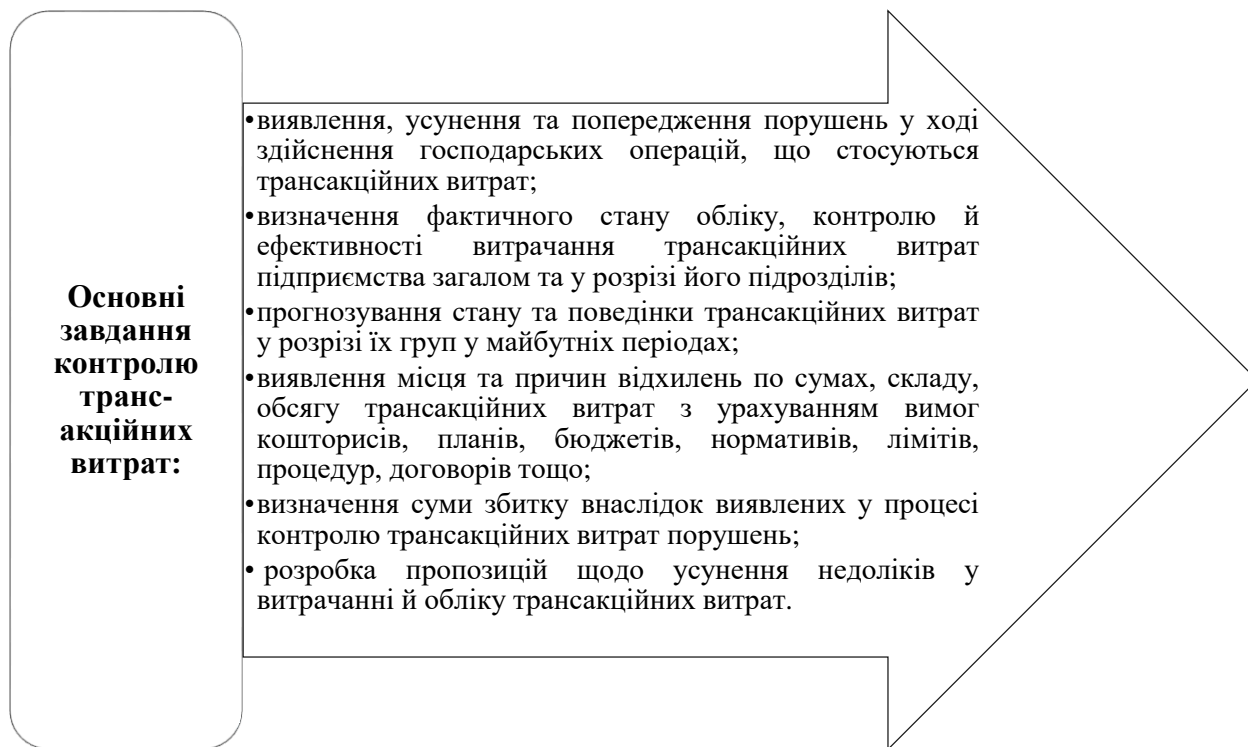 Основні
завдання
контролю
транс-
акційних
витрат:
•виявлення, усунення та попередження порушень у ході
здійснення господарських операцій, що стосуються
трансакційних витрат;
•визначення фактичного стану обліку, контролю й
ефективності витрачання трансакційних витрат
підприємства загалом та у розрізі його підрозділів;
•прогнозування стану та поведінки трансакційних витрат
у розрізі їх груп у майбутніх періодах;
•виявлення місця та причин відхилень по сумах, складу,
обсягу трансакційних витрат з урахуванням вимог
кошторисів, планів, бюджетів, нормативів, лімітів,
процедур, договорів тощо;
•визначення суми збитку внаслідок виявлених у процесі
контролю трансакційних витрат порушень;
• розробка пропозицій щодо усунення недоліків у
витрачанні й обліку трансакційних витрат.